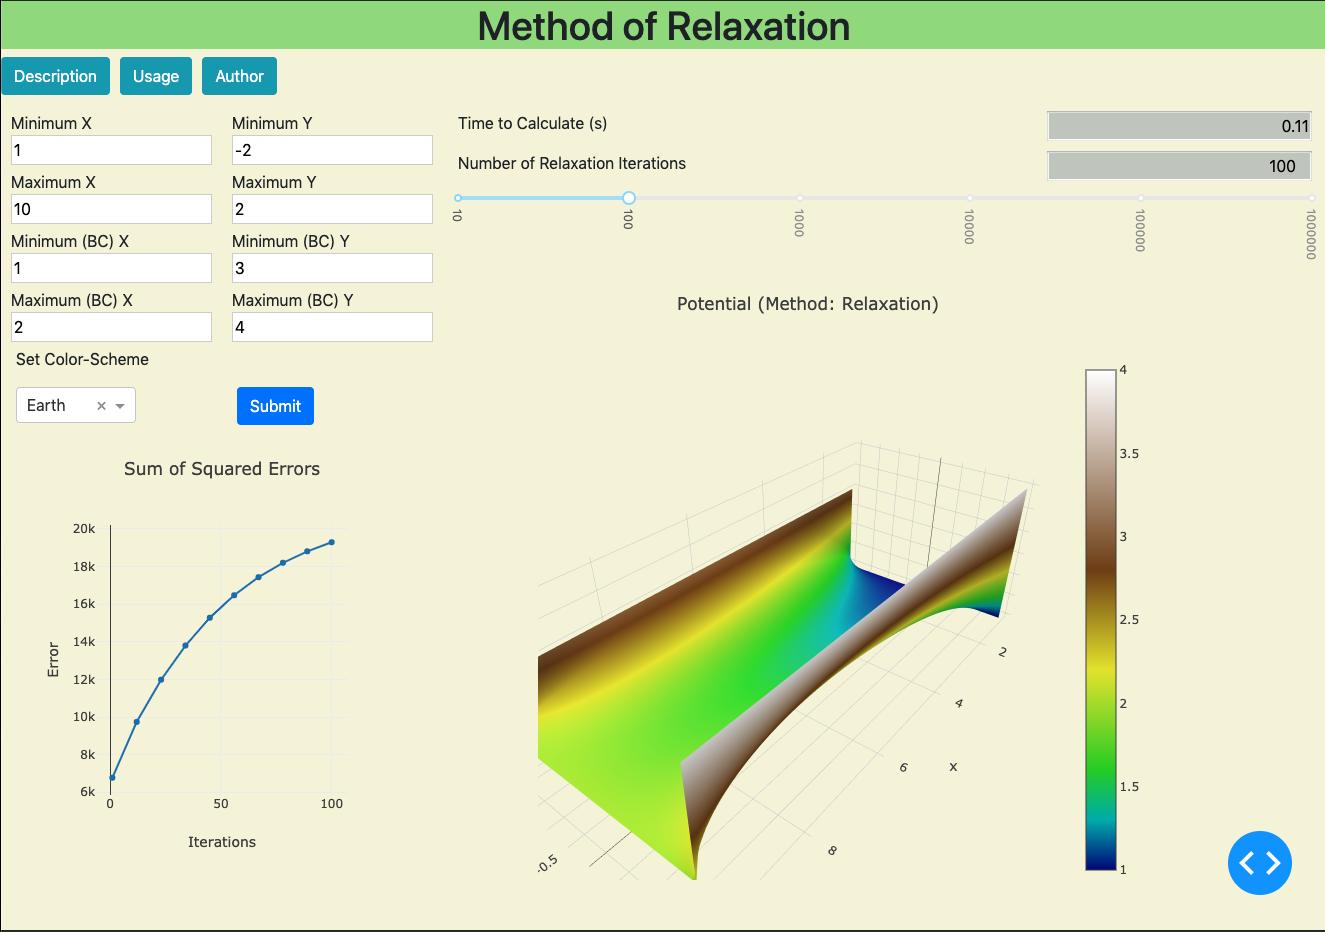 Method of Relaxation
Description Usage Author
Minimum X
1
Minimum Y
-2
Maximum X
10
Maximum Y
2
Minimum (BC) X
1
Minimum (BC) Y
3
Maximum (BC) X
2
Maximum (BC) Y
4
Set Color-Scheme
Earth × Submit
Time to Calculate (s) 0.11
Number of Relaxation Iterations 100
10 100 1000 10000 100000 1000000
Sum of Squared Errors
20k
18k
16k
14k
12k
10k
8k
6k
Error
0 50 100
Iterations
Potential (Method: Relaxation)
2
4
6
8
x
-0.5
4
3.5
3
2.5
2
1.5
1